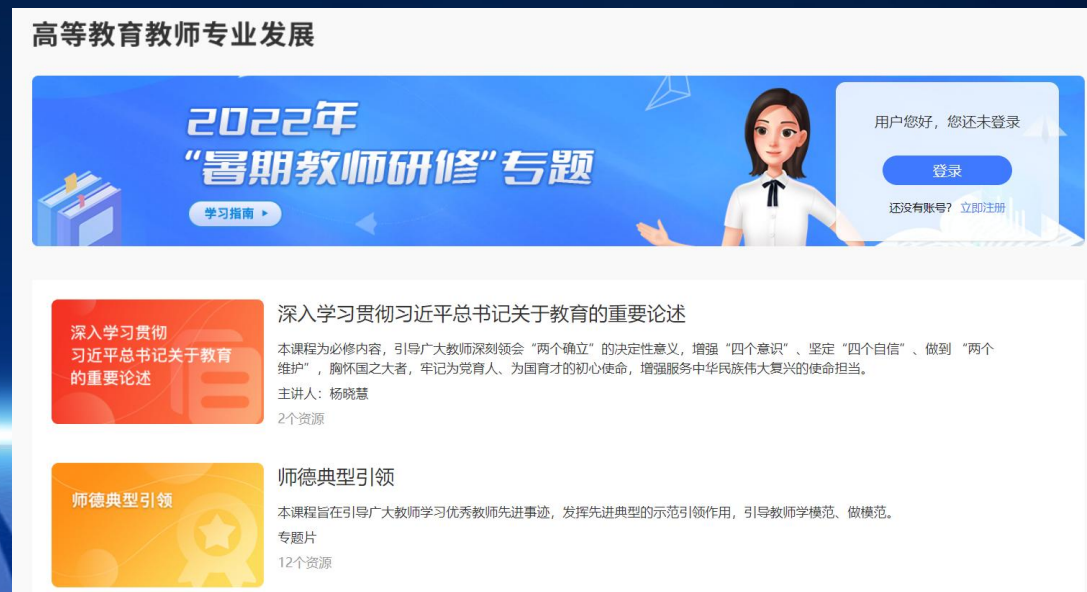 高等教育教师专业发展
2022年
“暑期教师研修”专题
学习指南
用户您好，您还未登录
登录
还没有账号？ 立即注册
深入学习贯彻
习近平总书记关于教育
的重要论述
深入学习贯彻习近平总书记关于教育的重要论述
本课程为必修内容，引导广大教师深刻领会“两个确立”的决定性意义，增强“四个意识”、坚定“四个自信”、做到 “两个
维护”，胸怀国之大者，牢记为党育人、为国育才的初心使命，增强服务中华民族伟大复兴的使命担当。
主讲人：杨晓慧
2个资源
师德典型引领
师德典型引领
本课程旨在引导广大教师学习优秀教师先进事迹，发挥先进典型的示范引领作用，引导教师学模范、做模范。
专题片
12个资源